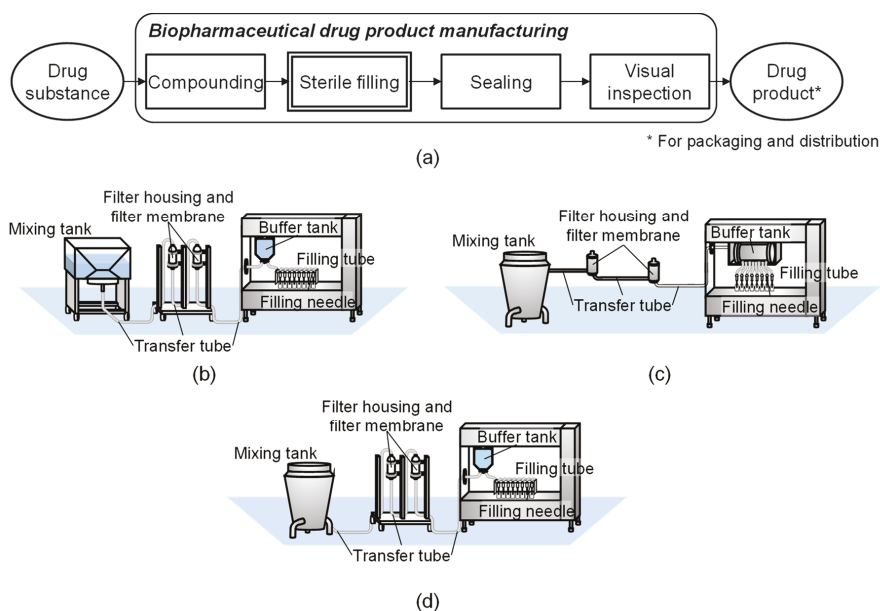 Biopharmaceutical drug product manufacturing
Drug
substance
Compounding
Sterile filling
Sealing
Visual
inspection
Drug
product*
* For packaging and distribution
(a)
Filter housing and
filter membrane
Mixing tank
Buffer tank
Filling tube
Filling needle
Transfer tube
(b)
Filter housing and
filter membrane
Mixing tank
Buffer tank
Filling tube
Filling needle
Transfer tube
(c)
Filter housing and
filter membrane
Mixing tank
Buffer tank
Filling tube
Filling needle
Transfer tube
(d)